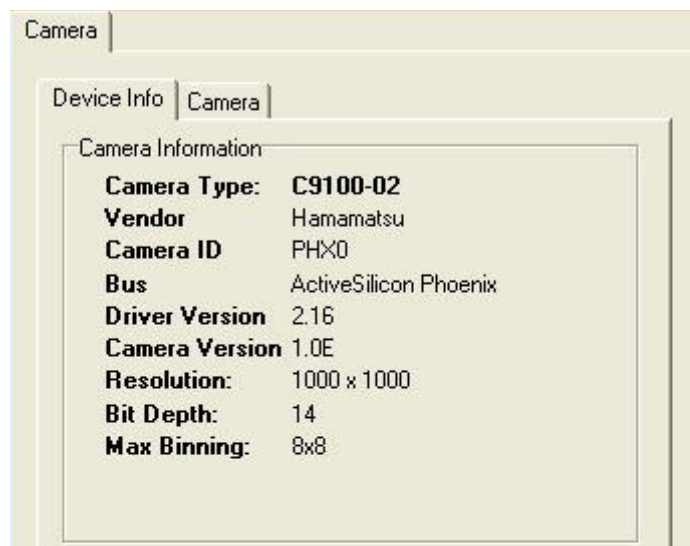 Camera
Device Info Camera
Camera Information
Camera Type: C9100-02
Vendor Hamamatsu
Camera ID PHX0
Bus ActiveSilicon Phoenix
Driver Version 2.16
Camera Version 1.0E
Resolution: 1000 x 1000
Bit Depth: 14
Max Binning: 8x8